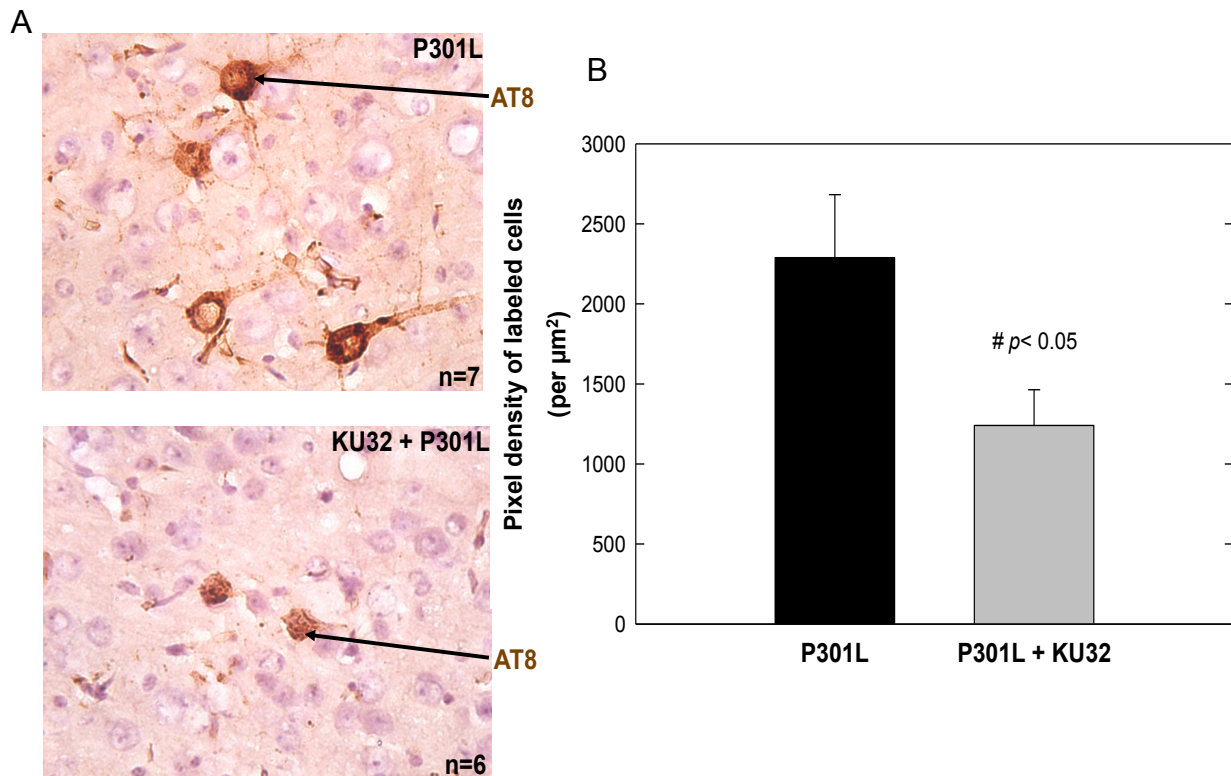 A
P301L
AT8
n=7
KU32 + P301L
AT8
n=6
B
Pixel density of labeled cells
(per µm²)
3000
2500
2000
1500
1000
500
0
# p< 0.05
P301L
P301L + KU32